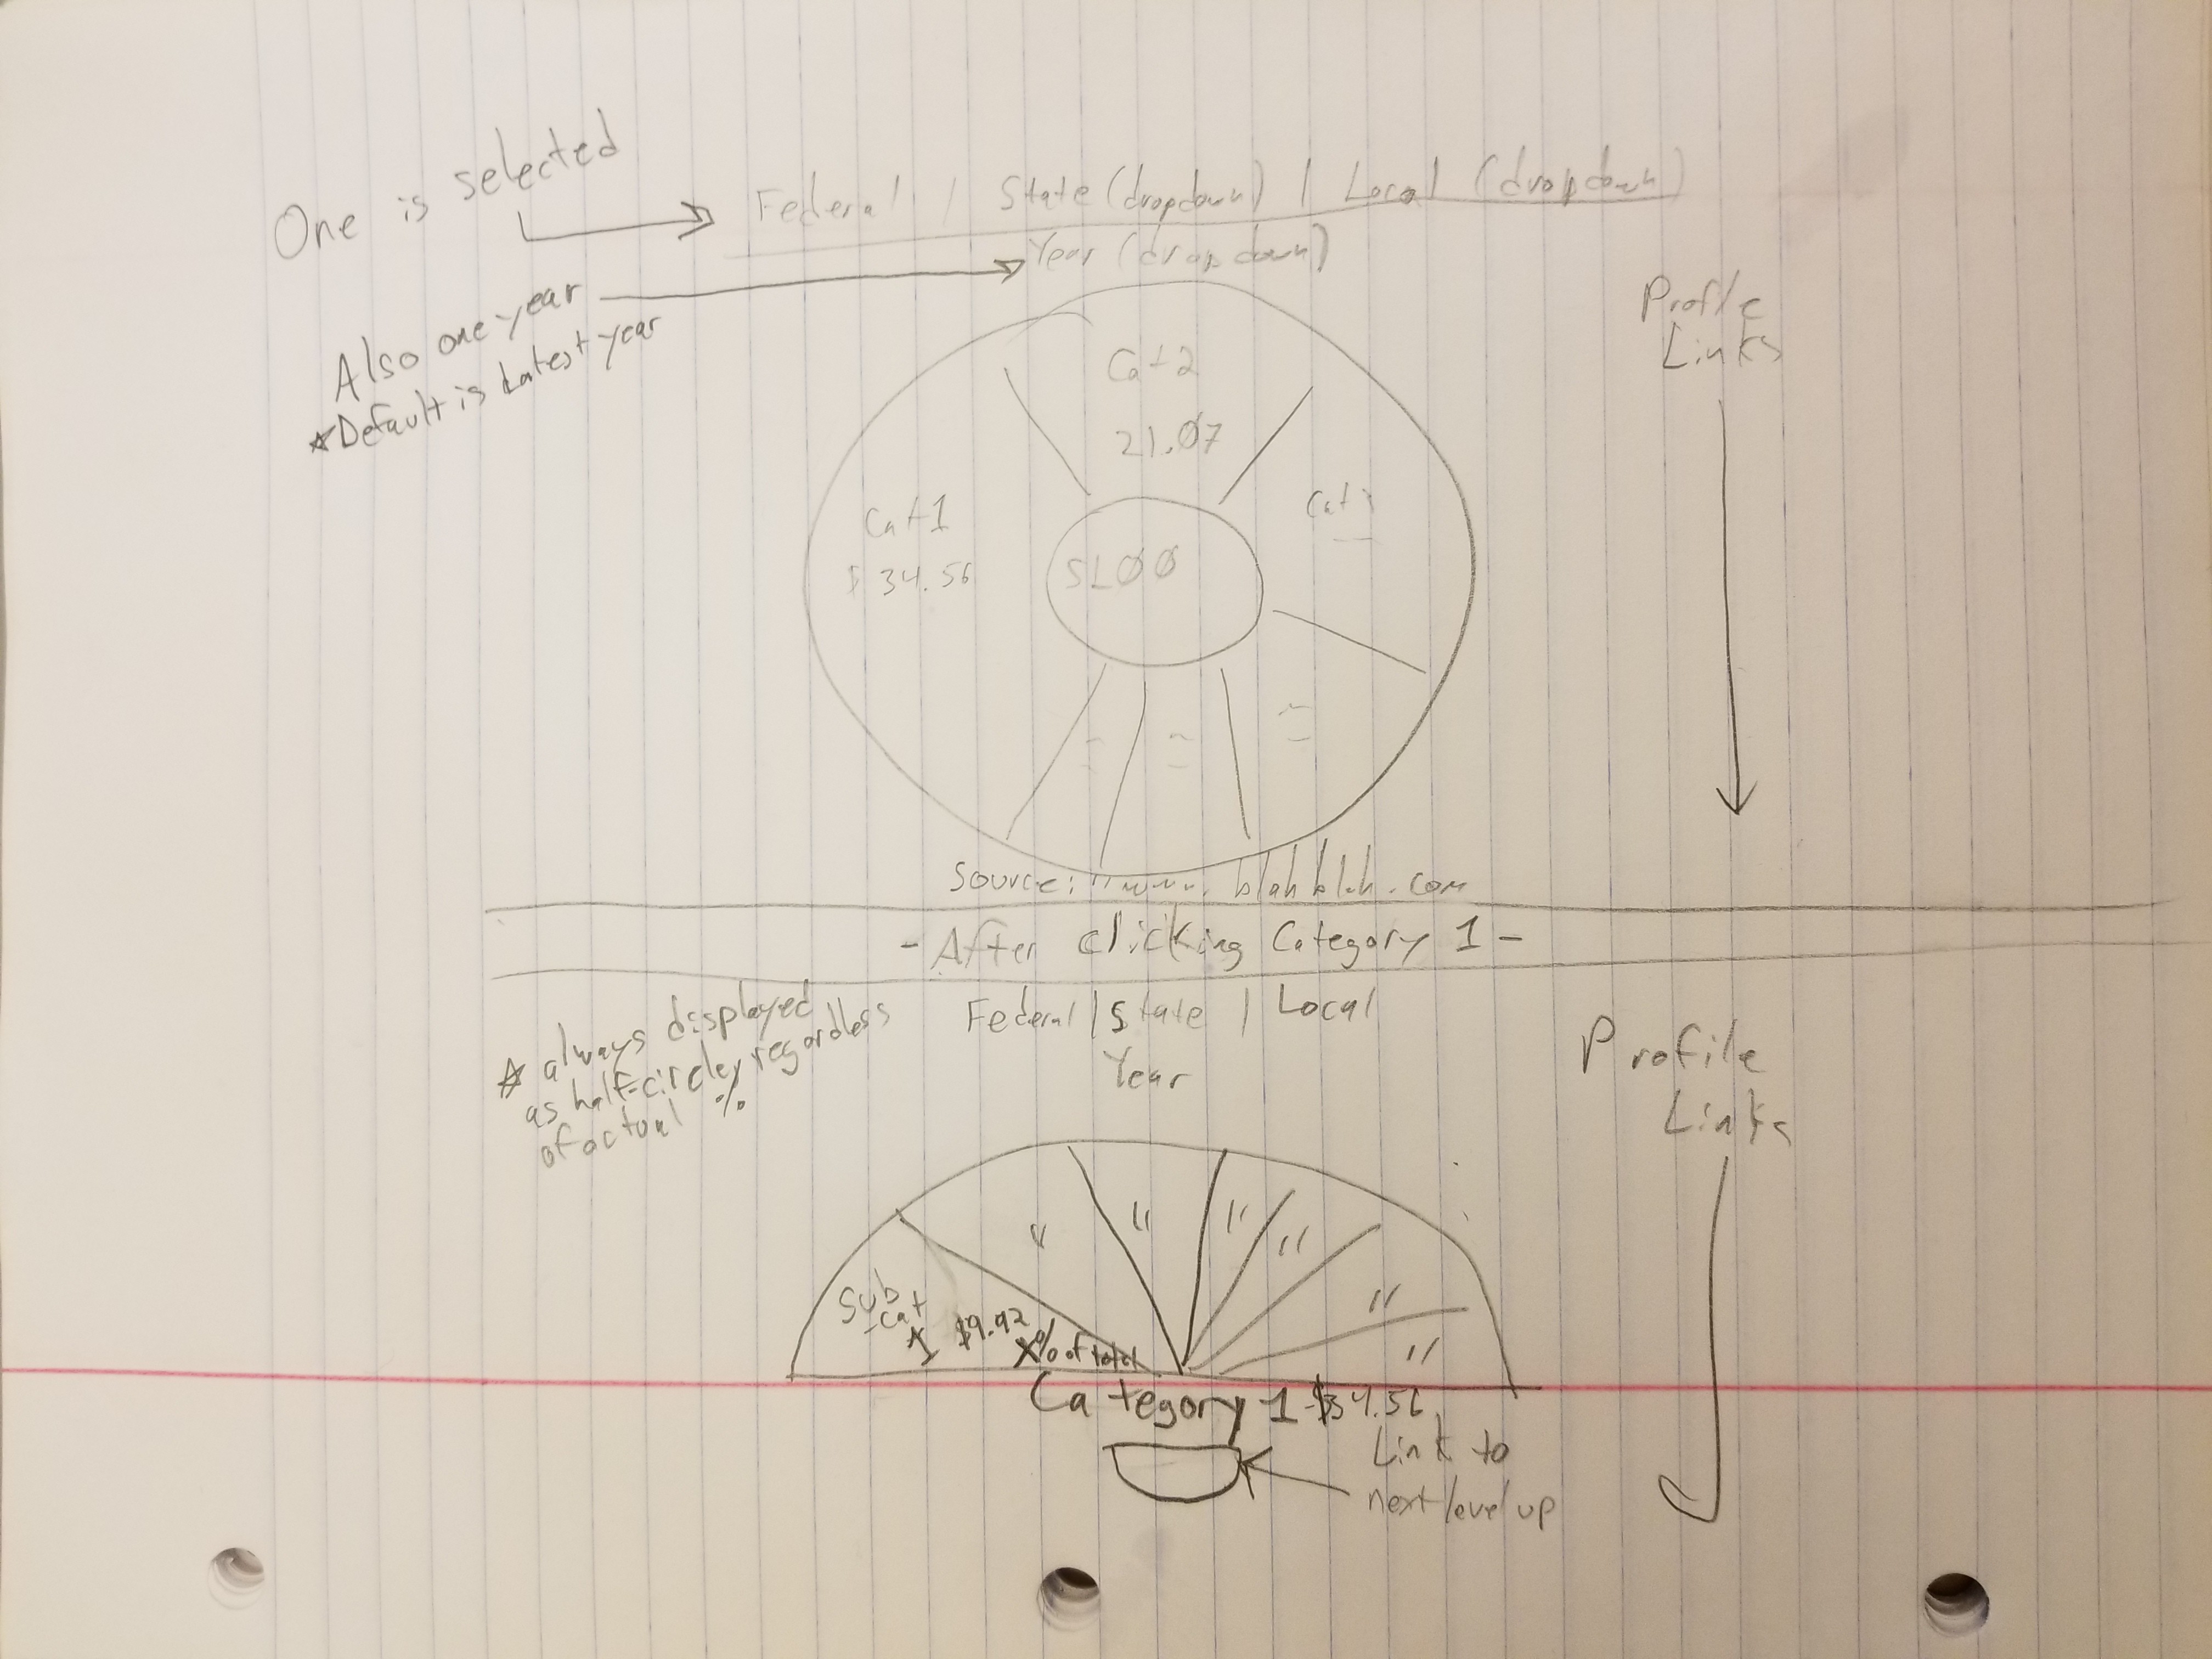 One is selected
Federal | State (dropdown) | Local (dropdown)
Year (dropdown)
Also one year
*Default is Latest year
Profile
Links
Cat 2
21.07
Cat 1
$34.56
$100
Source: "www. blahblah.com
- After clicking Category 1 -
* always displayed
as half-circle, regardless
of actual %
Federal | State | Local
Year
Profile
Links
"
"
"
"
"
"
Sub
-cat
1 $9.92
X% of total
Category 1 - $34.56
Link to
next level up